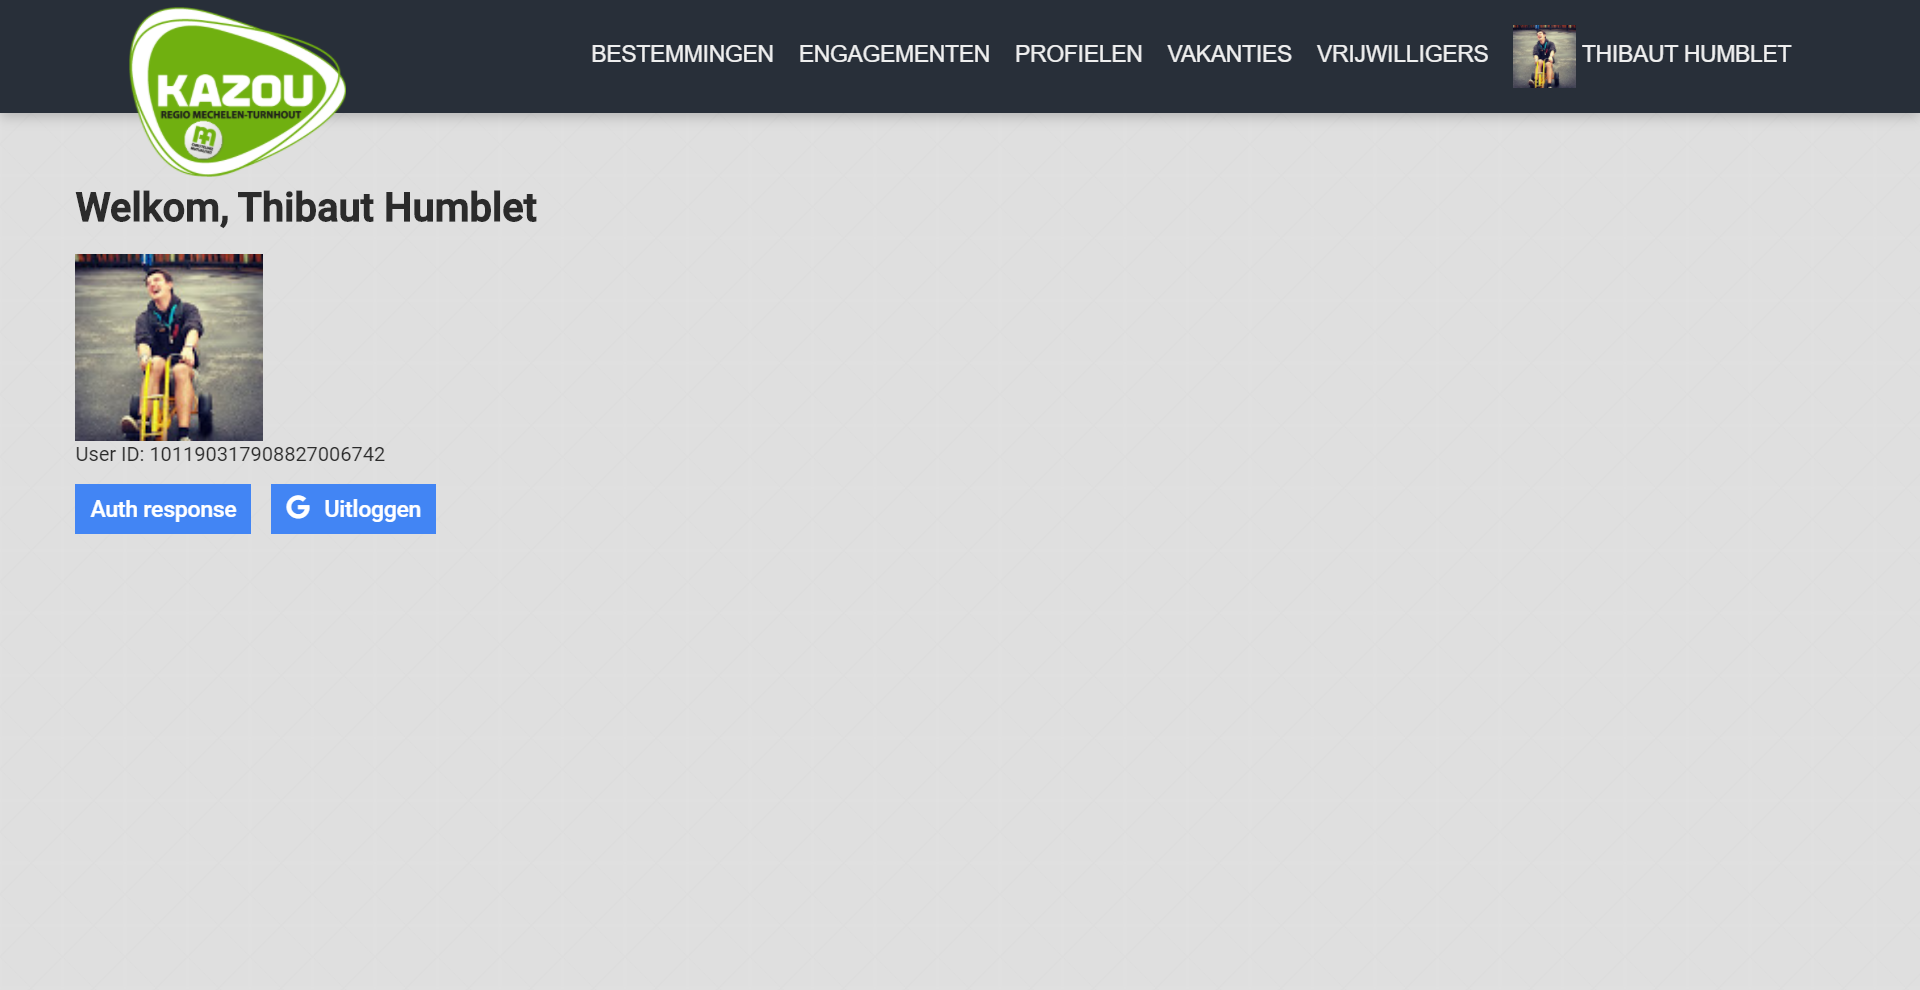 KAZOU
REGIO MECHELEN-TURNHOUT
BESTEMMINGEN ENGAGEMENTEN PROFIELEN VAKANTIES VRIJWILLIGERS THIBAUT HUMBLET
Welkom, Thibaut Humblet
User ID: 101190317908827006742
Auth response
G Uitloggen